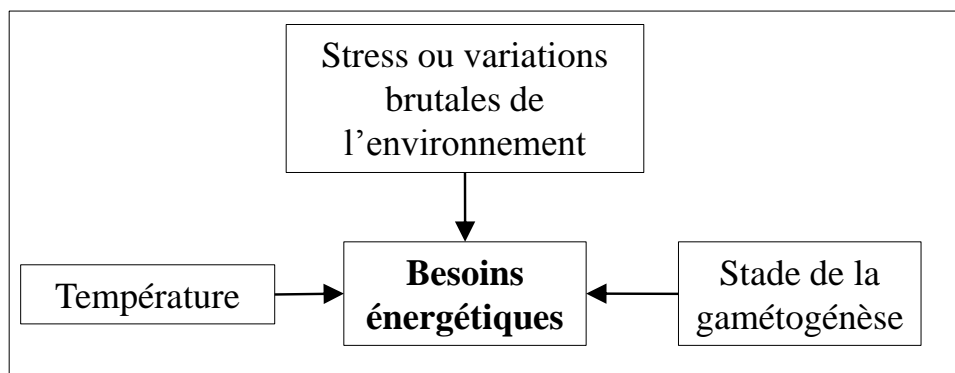 Stress ou variations
brutales de
l’environnement
Température
Besoins
énergétiques
Stade de la
gamétogénèse